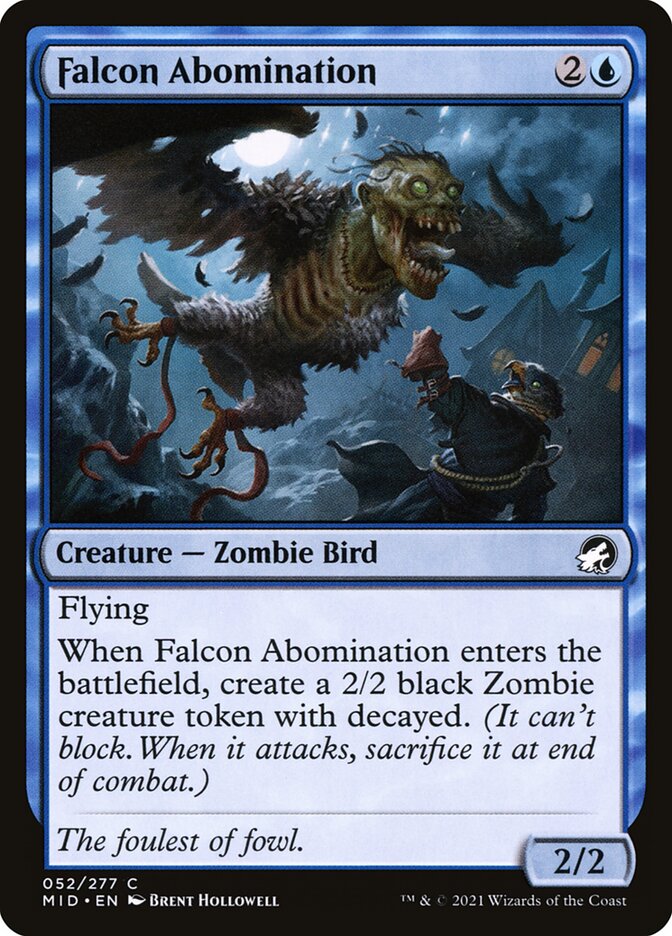 Falcon Abomination 2
Creature — Zombie Bird
Flying
When Falcon Abomination enters the
battlefield, create a 2/2 black Zombie
creature token with decayed. (It can't
block. When it attacks, sacrifice it at end
of combat.)
The foulest of fowl.
2/2
052/277 C
MID • EN Brent Hollowell ™ & © 2021 Wizards of the Coast